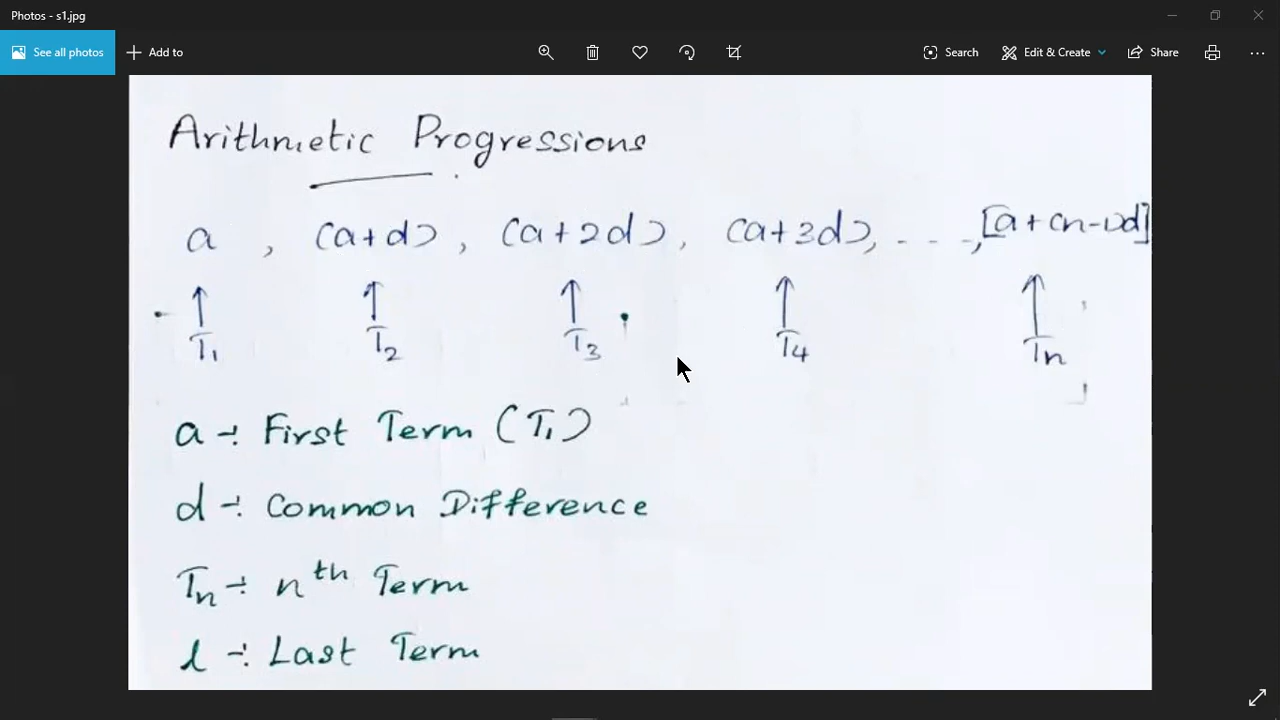 Photos - s1.jpg
See all photos
Add to
Search
Edit & Create
Share
Arithmetic Progressions
a , (a+d) , (a+2d) , (a+3d), - - -, [a+(n-1)d]
↑ ↑ ↑ ↑ ↑
T₁ T₂ T₃ T₄ Tn
a ÷ First Term (T₁)
d ÷ Common Difference
Tn ÷ nth Term
l ÷ Last Term